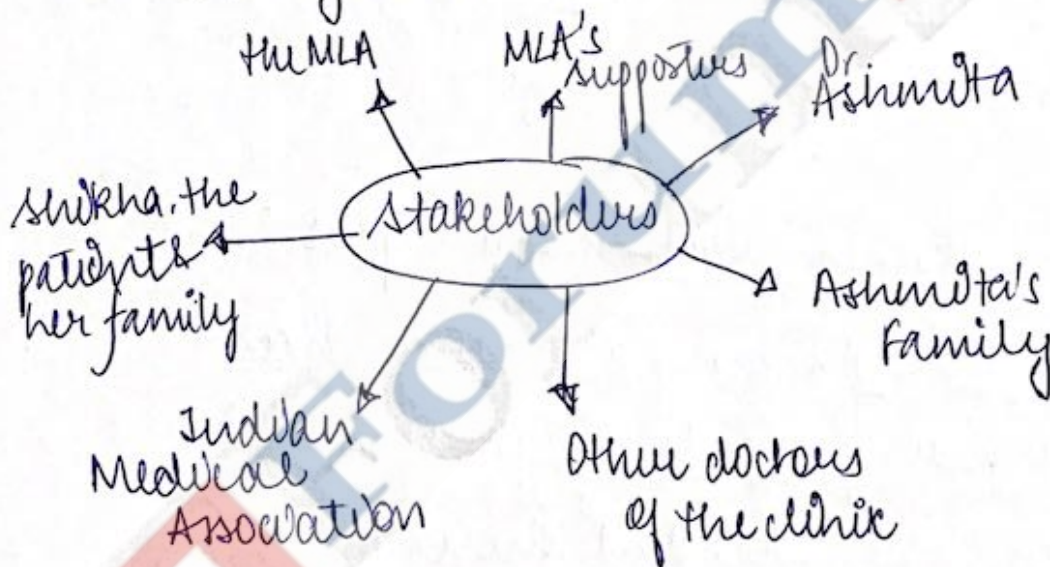 the MLA
MLA's
supporters
Dr.
Ashmita
Shikha, the
patient &
her family
Stakeholders
Ashmita's
Family
Indian
Medical
Association
Other doctors
of the clinic
Forum